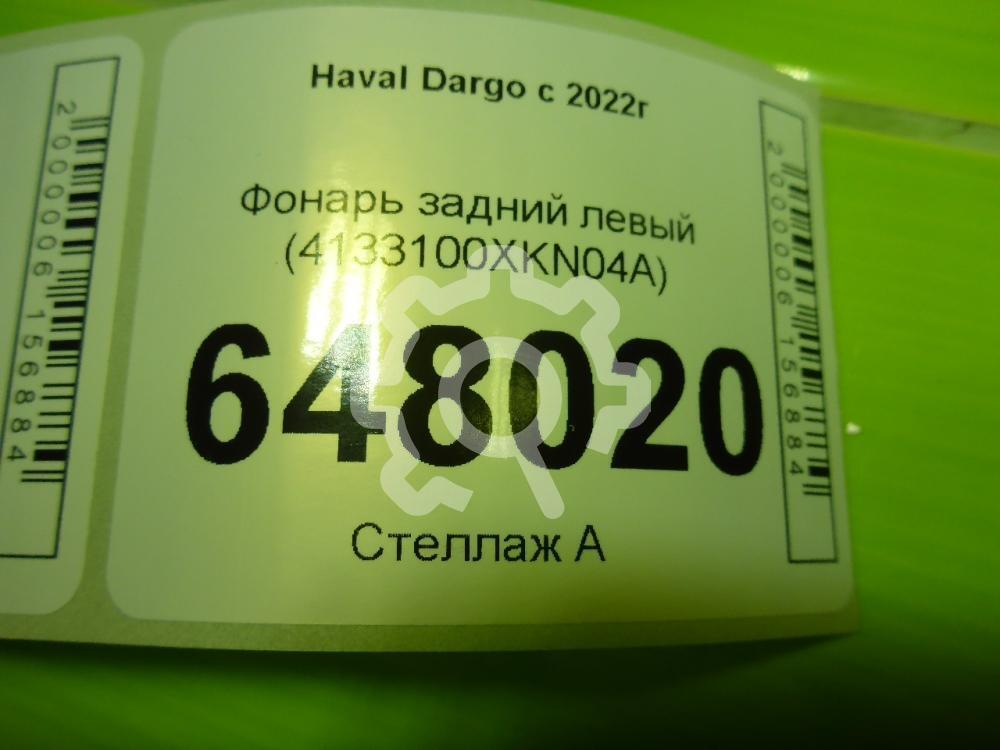 Haval Dargo с 2022г
Фонарь задний левый
(4133100XKN04A)
648020
Стеллаж А
2000006156884
2000006156884